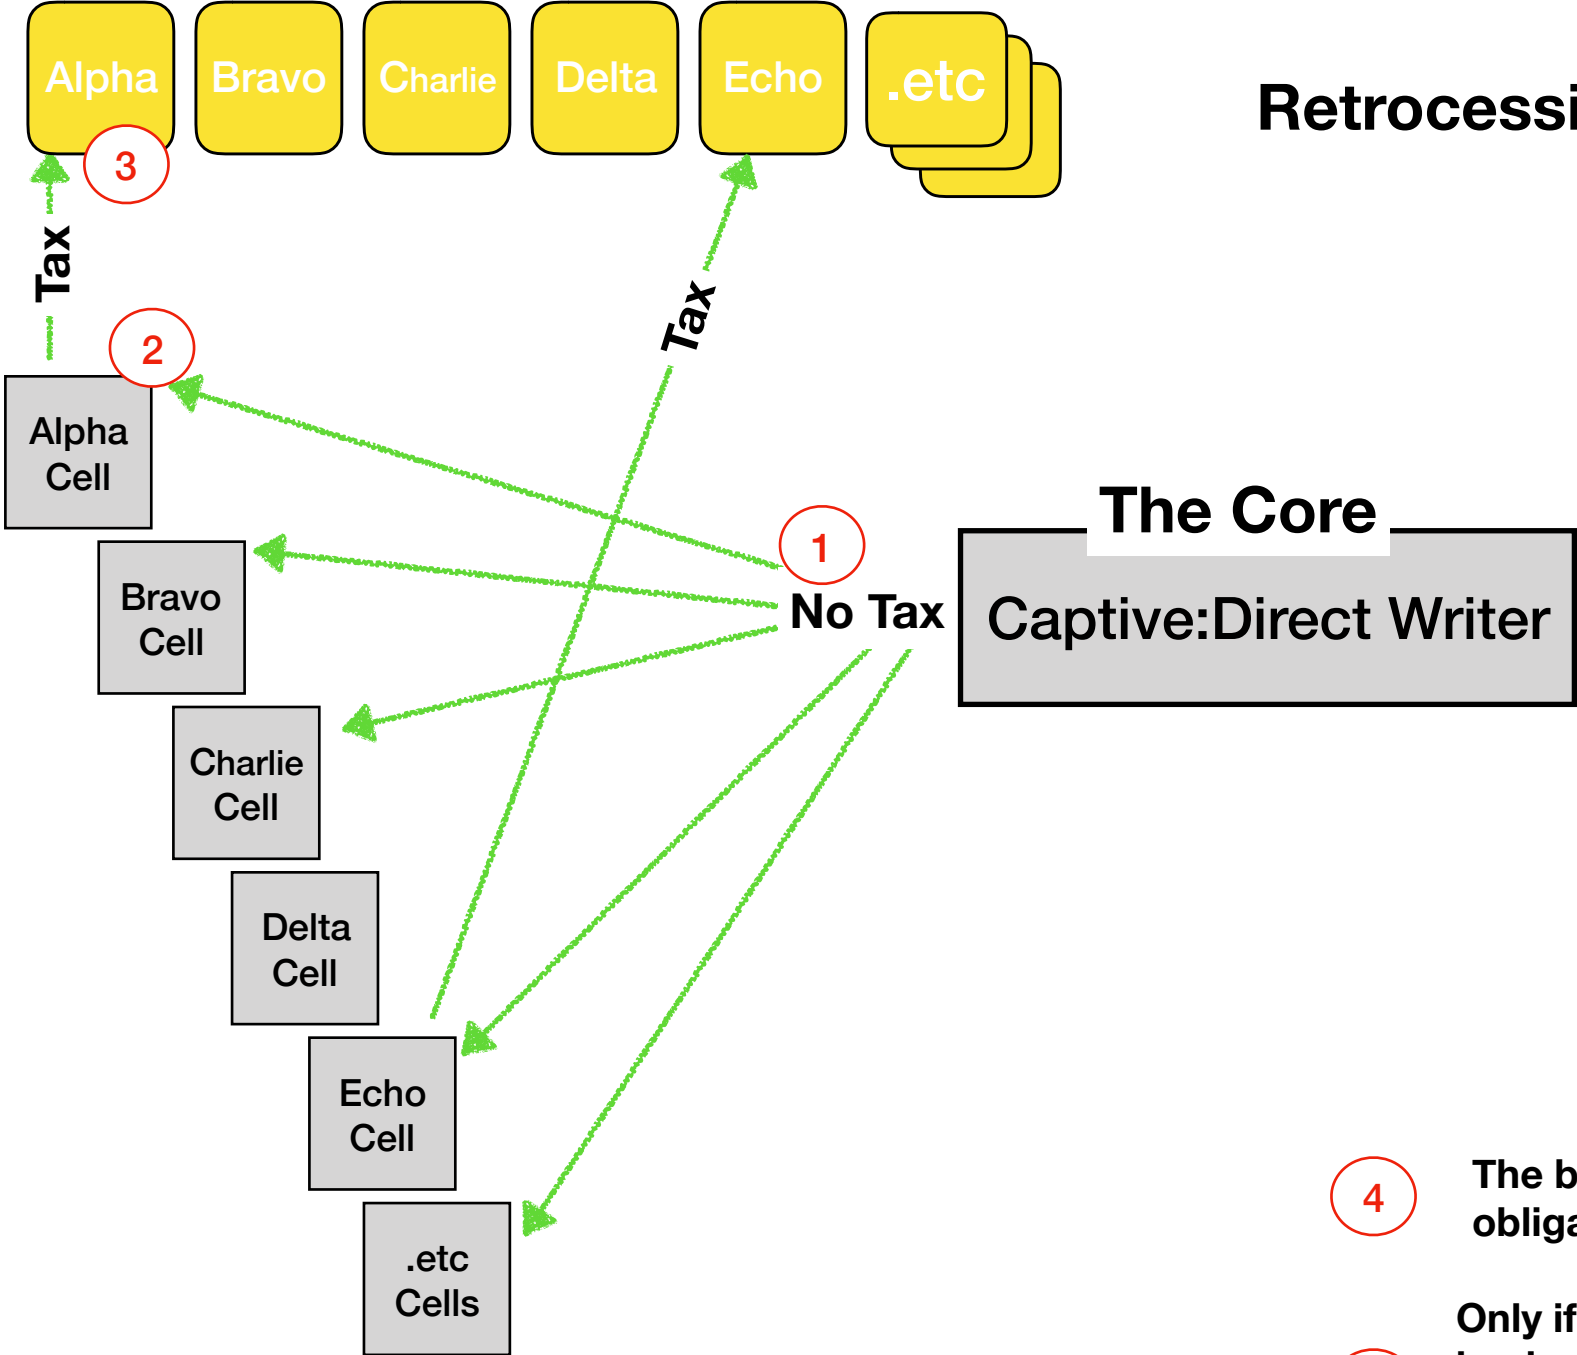 Alpha
Bravo
Charlie
Delta
Echo
.etc
Retrocessi
3
Tax
Tax
2
Alpha
Cell
The Core
1
Bravo
Cell
No Tax
Captive:Direct Writer
Charlie
Cell
Delta
Cell
Echo
Cell
4
The b
obliga
.etc
Cells
Only if